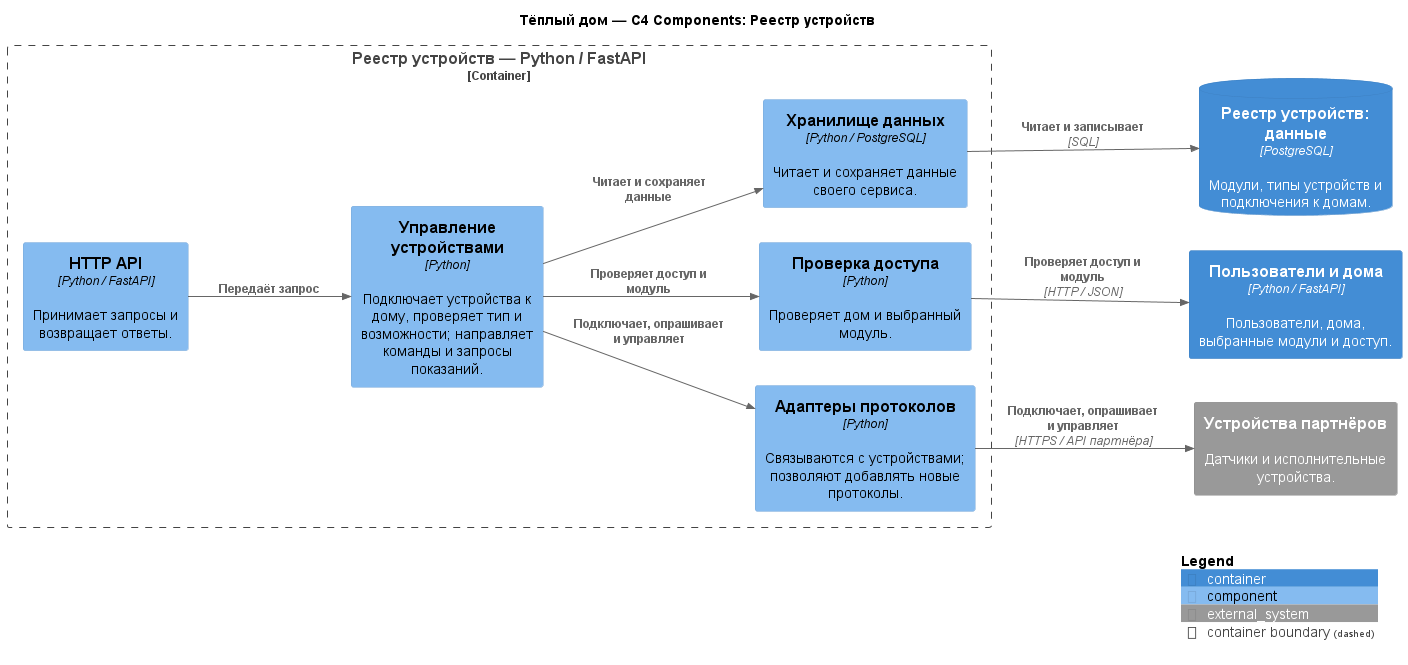 Тёплый дом — C4 Components: Реестр устройств
Реестр устройств — Python / FastAPI
[Container]
HTTP API
[Python / FastAPI]
Принимает запросы и
возвращает ответы.
Передаёт запрос
Управление
устройствами
[Python]
Подключает устройства к
дому, проверяет тип и
возможности; направляет
команды и запросы
показаний.
Читает и сохраняет
данные
Проверяет доступ и
модуль
Подключает, опрашивает
и управляет
Хранилище данных
[Python / PostgreSQL]
Читает и сохраняет данные
своего сервиса.
Проверка доступа
[Python]
Проверяет дом и выбранный
модуль.
Адаптеры протоколов
[Python]
Связываются с устройствами;
позволяют добавлять новые
протоколы.
Читает и записывает
[SQL]
Проверяет доступ и
модуль
[HTTP / JSON]
Подключает, опрашивает
и управляет
[HTTPS / API партнёра]
Реестр устройств:
данные
[PostgreSQL]
Модули, типы устройств и
подключения к домам.
Пользователи и дома
[Python / FastAPI]
Пользователи, дома,
выбранные модули и доступ.
Устройства партнёров
Датчики и исполнительные
устройства.
Legend
container
component
external_system
container boundary (dashed)